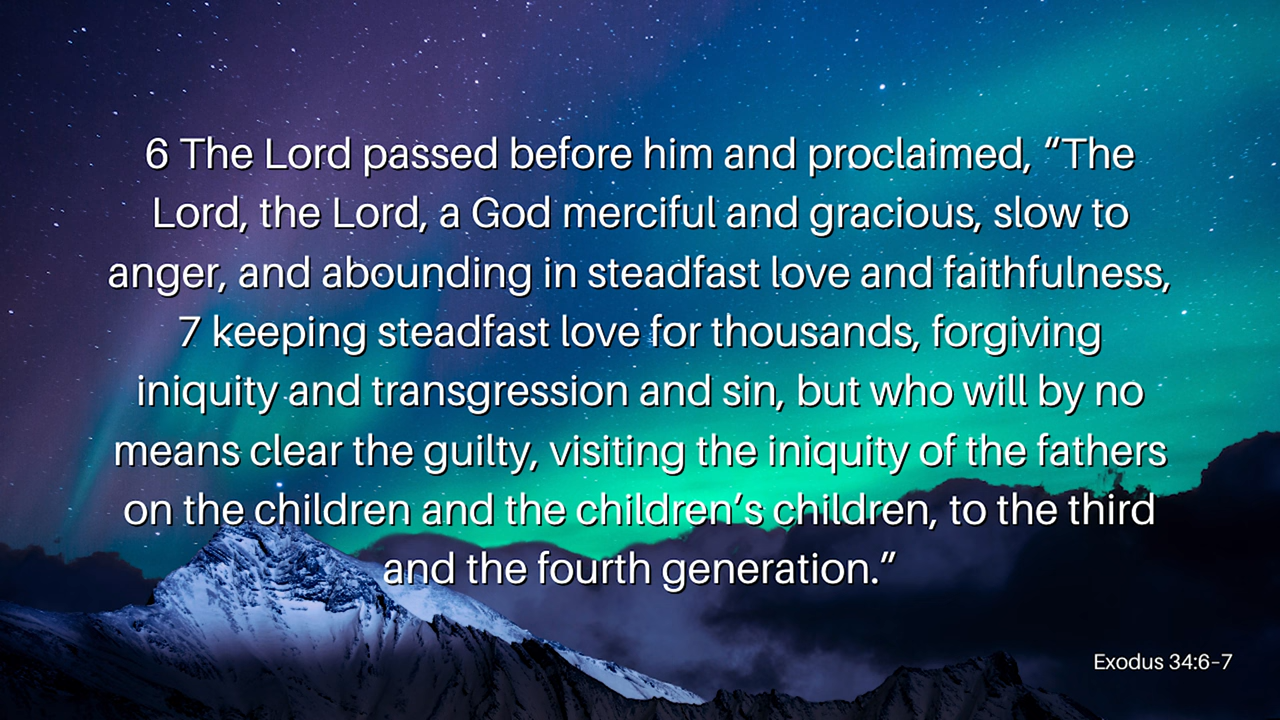 6 The Lord passed before him and proclaimed, “The
Lord, the Lord, a God merciful and gracious, slow to
anger, and abounding in steadfast love and faithfulness,
7 keeping steadfast love for thousands, forgiving
iniquity and transgression and sin, but who will by no
means clear the guilty, visiting the iniquity of the fathers
on the children and the children’s children, to the third
and the fourth generation.”
Exodus 34:6–7